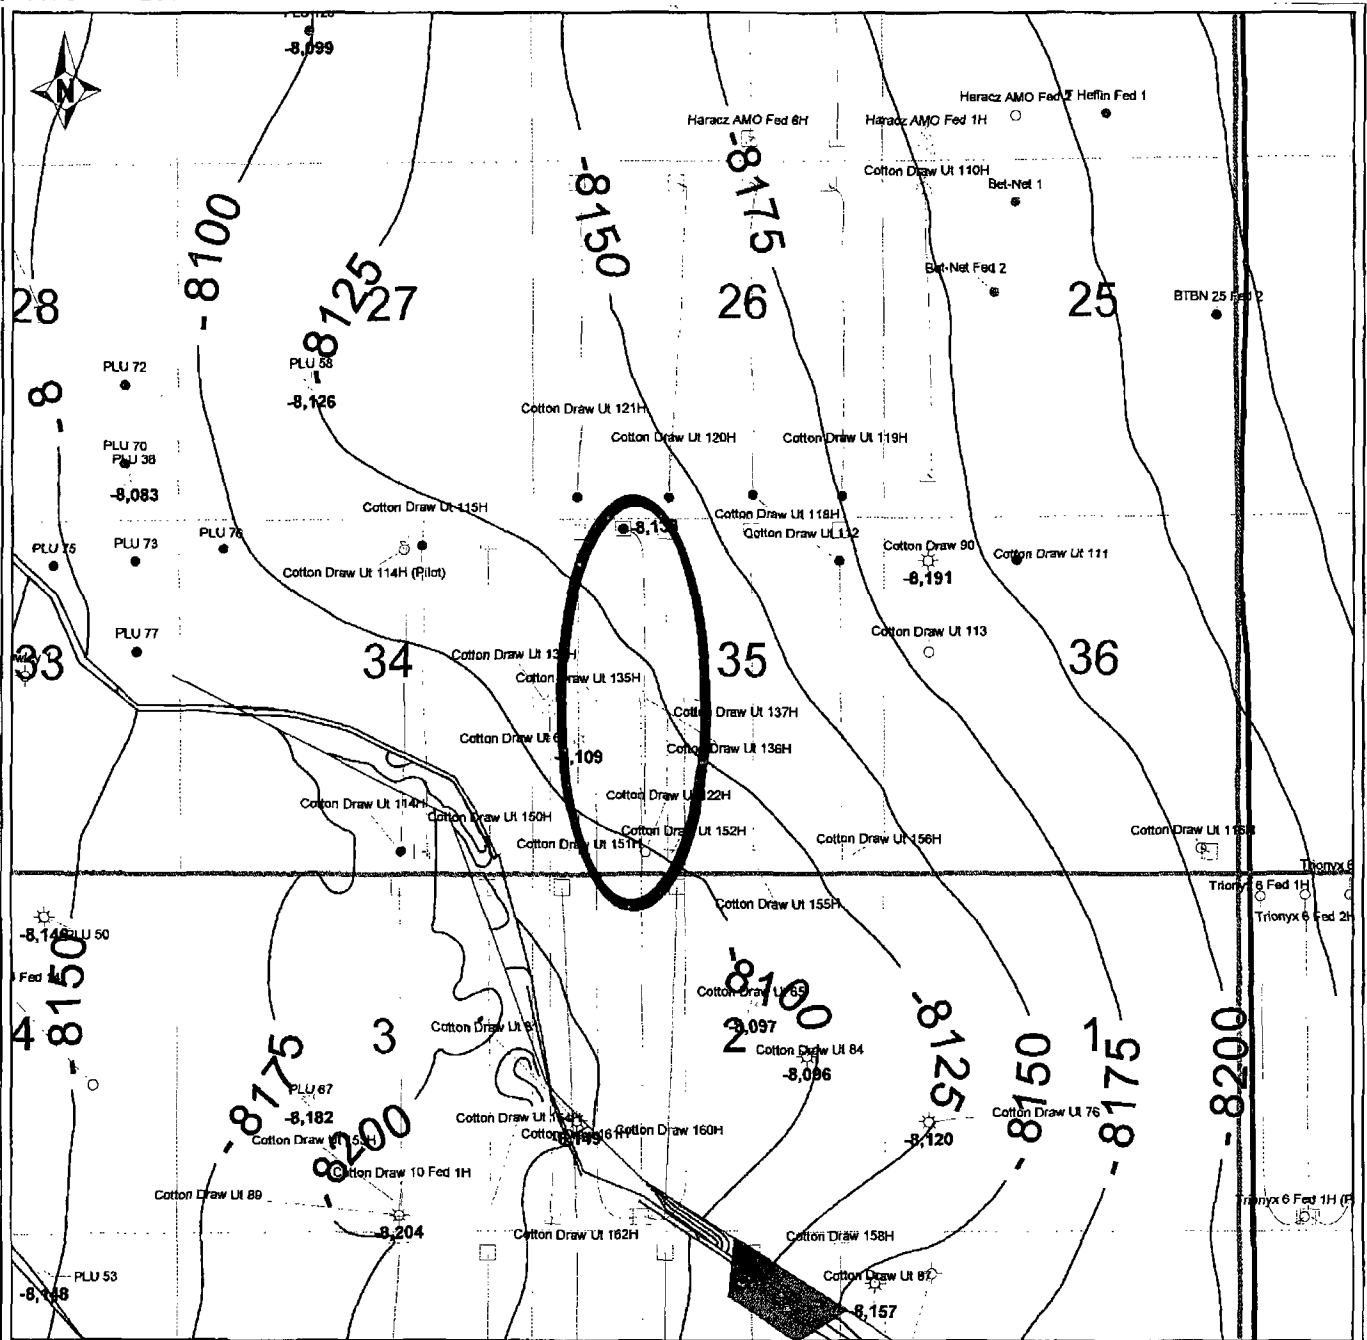 -8,099
N
Haracz AMO Fed 6H
Haracz AMO Fed 1H
Haracz AMO Fed 2
T Heflin Fed 1
-8100
-8125
-8150
-8175
Cotton Draw Ut 110H
Bet-Net 1
Bet-Net Fed 2
BTBN 25 Fed 2
28
27
26
25
PLU 72
PLU 58
-8,126
-8
Cotton Draw Ut 121H
Cotton Draw Ut 120H
Cotton Draw Ut 119H
PLU 70
PLU 38
-8,083
Cotton Draw Ut 115H
Cotton Draw Ut 118H
Cotton Draw Ut 112
PLU 76
PLU 75
PLU 73
Cotton Draw Ut 114H (Pilot)
Cotton Draw 90
-8,191
Cotton Draw Ut 111
PLU 77
Cotton Draw Ut 113
33
34
35
36
Cotton Draw Ut 135H
Cotton Draw Ut 137H
Cotton Draw Ut 136H
Cotton Draw Ut 122H
Cotton Draw Ut 114H
Cotton Draw Ut 150H
Cotton Draw Ut 152H
Cotton Draw Ut 151H
Cotton Draw Ut 156H
Cotton Draw Ut 155H
Trionyx 6 Fed 1H
Trionyx 6 Fed 2H
PLU 50
-8150
4
3
2
1
Cotton Draw Ut 65
-8,097
-8100
Cotton Draw Ut 84
-8,096
-8125
-8150
-8175
-8200
-8175
PLU 67
-8,182
-8200
Cotton Draw 160H
-8,120
Cotton Draw Ut 76
Cotton Draw 10 Fed 1H
Cotton Draw Ut 89
-8,204
Cotton Draw Ut 162H
Cotton Draw 158H
Cotton Draw Ut 87
-8,157
PLU 53